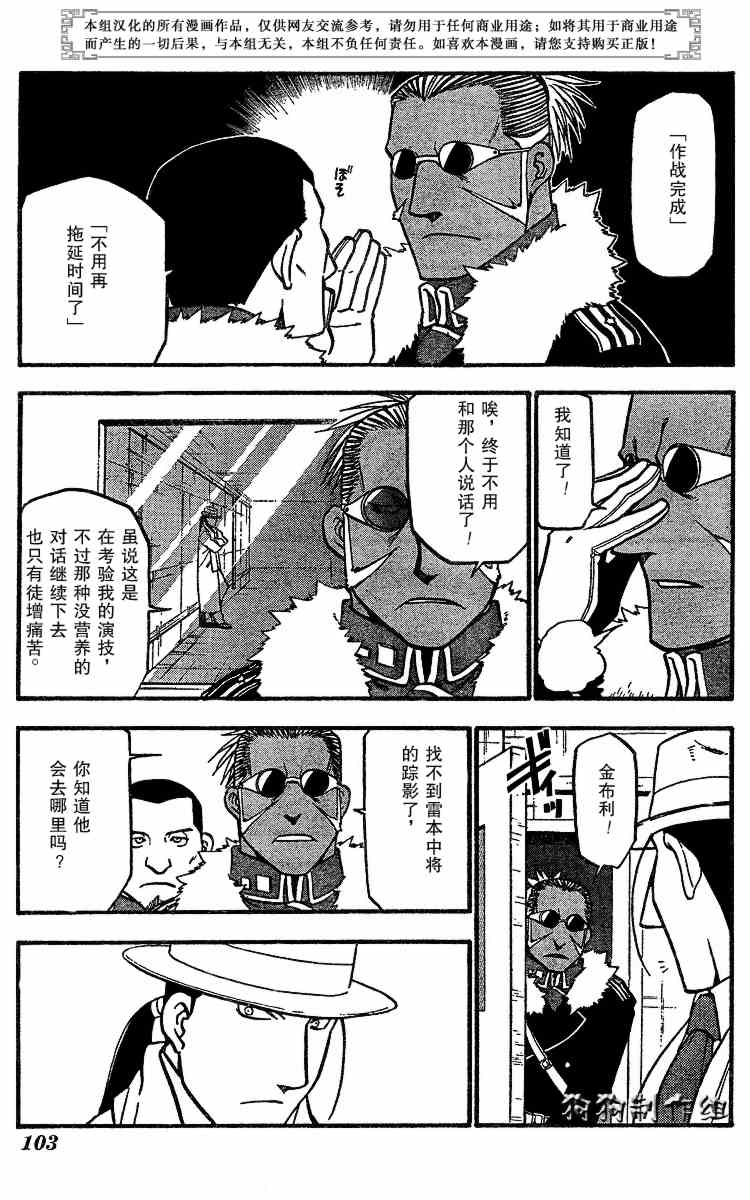 本组汉化的所有漫画作品，仅供网友交流参考，请勿用于任何商业用途；如将其用于商业用途
而产生的一切后果，与本组无关，本组不负任何责任。如喜欢本漫画，请您支持购买正版！
「作战完成」
ぼそ
「不用再
拖延时间了」
我知道了！
唉，终于不用
和那个人说话了！
虽说这是
在考验我的演技，
不过那种没营养的
对话继续下去
也只有徒增痛苦。
金布利！
找不到雷本中将
的踪影了，
你知道他
会去哪里吗？
狗狗制作组
103